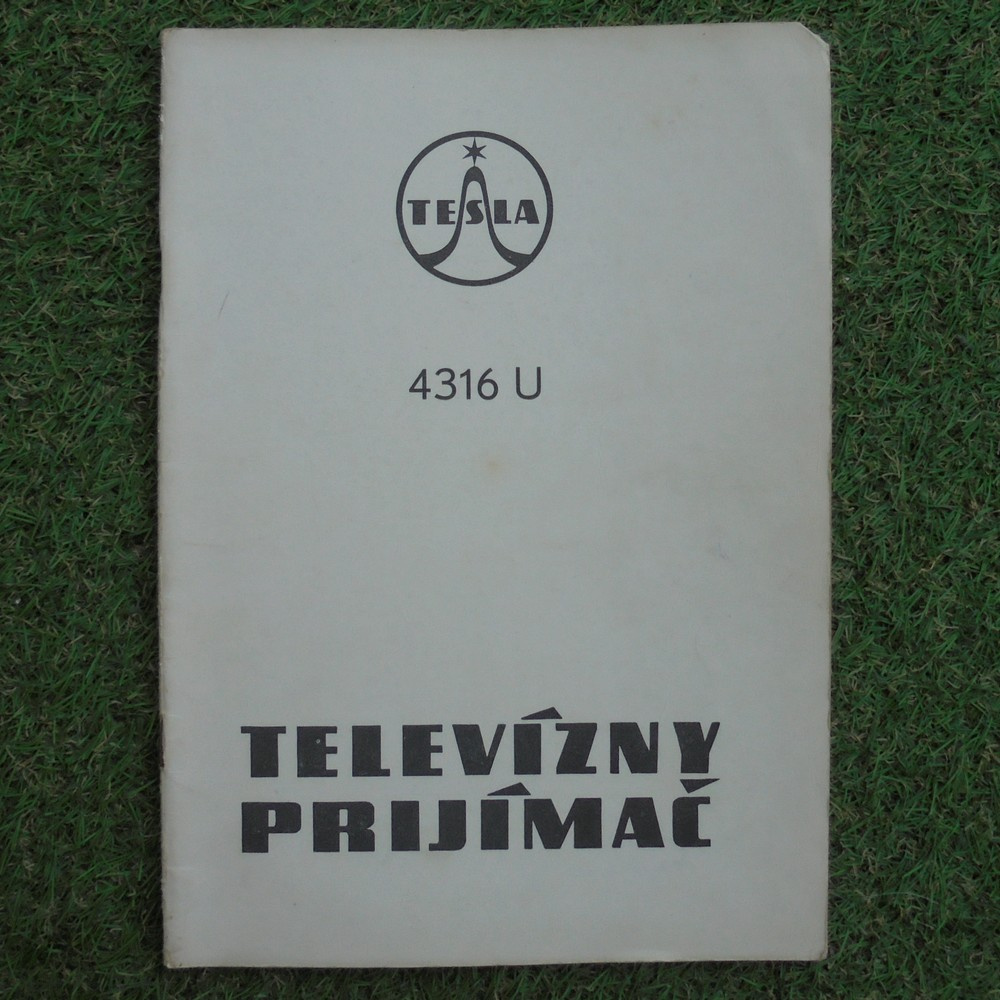 TESLA
4316 U
TELEVÍZNY
PRIJÍMAČ